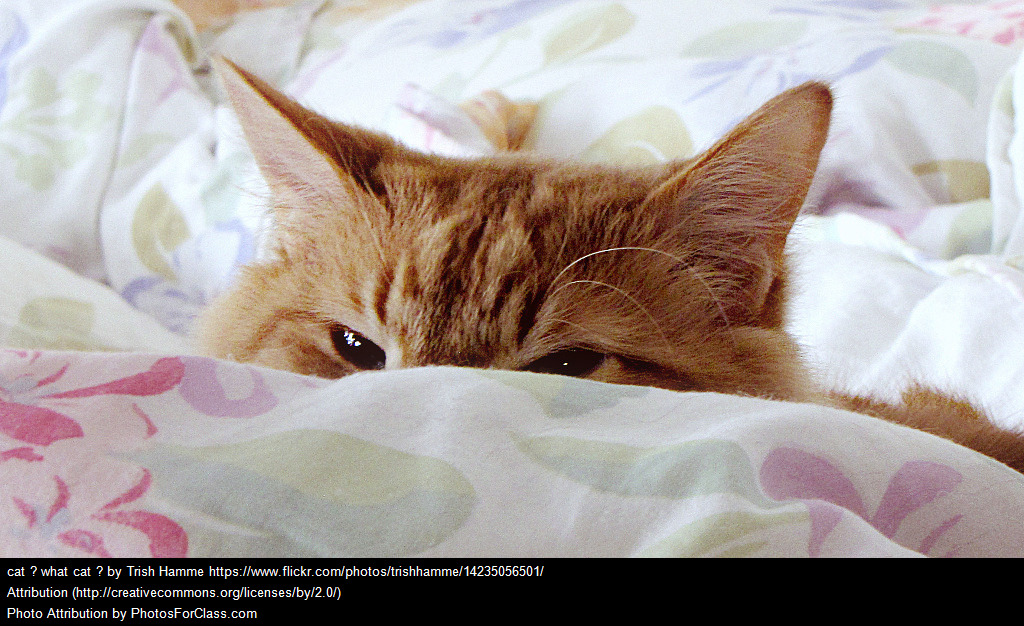 cat ? what cat ? by Trish Hamme https://www.flickr.com/photos/trishhamme/14235056501/
Attribution (http://creativecommons.org/licenses/by/2.0/)
Photo Attribution by PhotosForClass.com